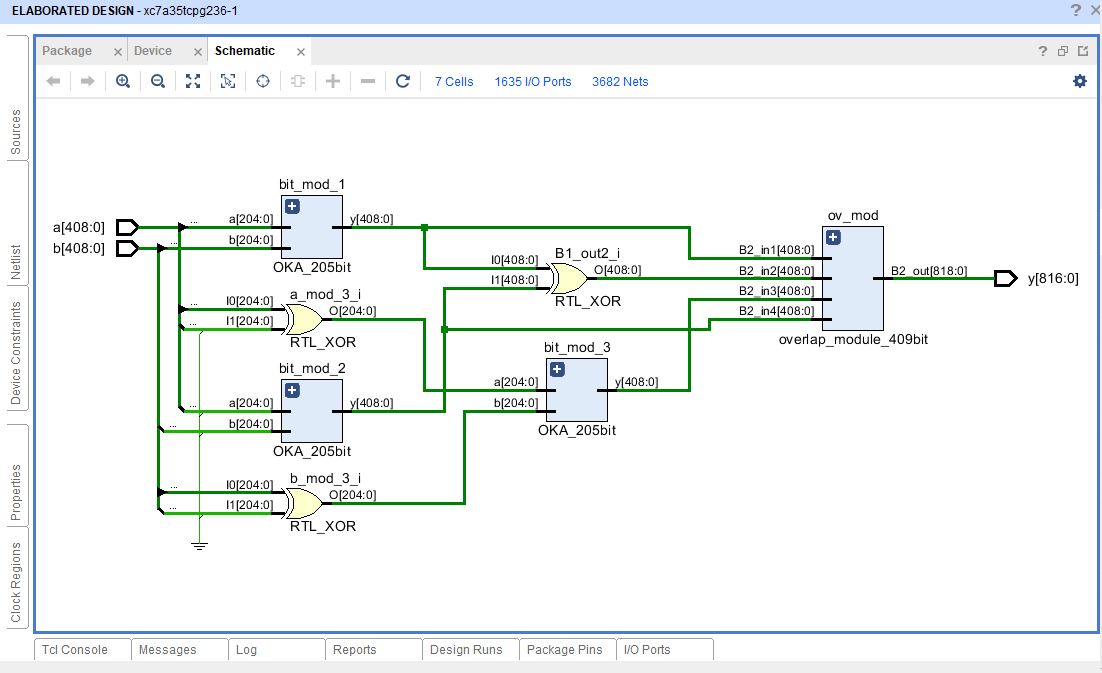 ELABORATED DESIGN - xc7a35tcpg236-1
?
Package
Device
Schematic
?
7 Cells
1635 I/O Ports
3682 Nets
Sources
Netlist
Device Constraints
Properties
Clock Regions
a[408:0]
b[408:0]
...
...
bit_mod_1
a[204:0]
b[204:0]
y[408:0]
OKA_205bit
a_mod_3_i
...
I0[204:0]
...
I1[204:0]
O[204:0]
RTL_XOR
bit_mod_2
...
a[204:0]
...
b[204:0]
y[408:0]
OKA_205bit
b_mod_3_i
...
I0[204:0]
...
I1[204:0]
O[204:0]
RTL_XOR
B1_out2_i
I0[408:0]
I1[408:0]
O[408:0]
RTL_XOR
bit_mod_3
a[204:0]
b[204:0]
y[408:0]
OKA_205bit
ov_mod
B2_in1[408:0]
B2_in2[408:0]
B2_in3[408:0]
B2_in4[408:0]
B2_out[818:0]
overlap_module_409bit
y[816:0]
Tcl Console
Messages
Log
Reports
Design Runs
Package Pins
I/O Ports